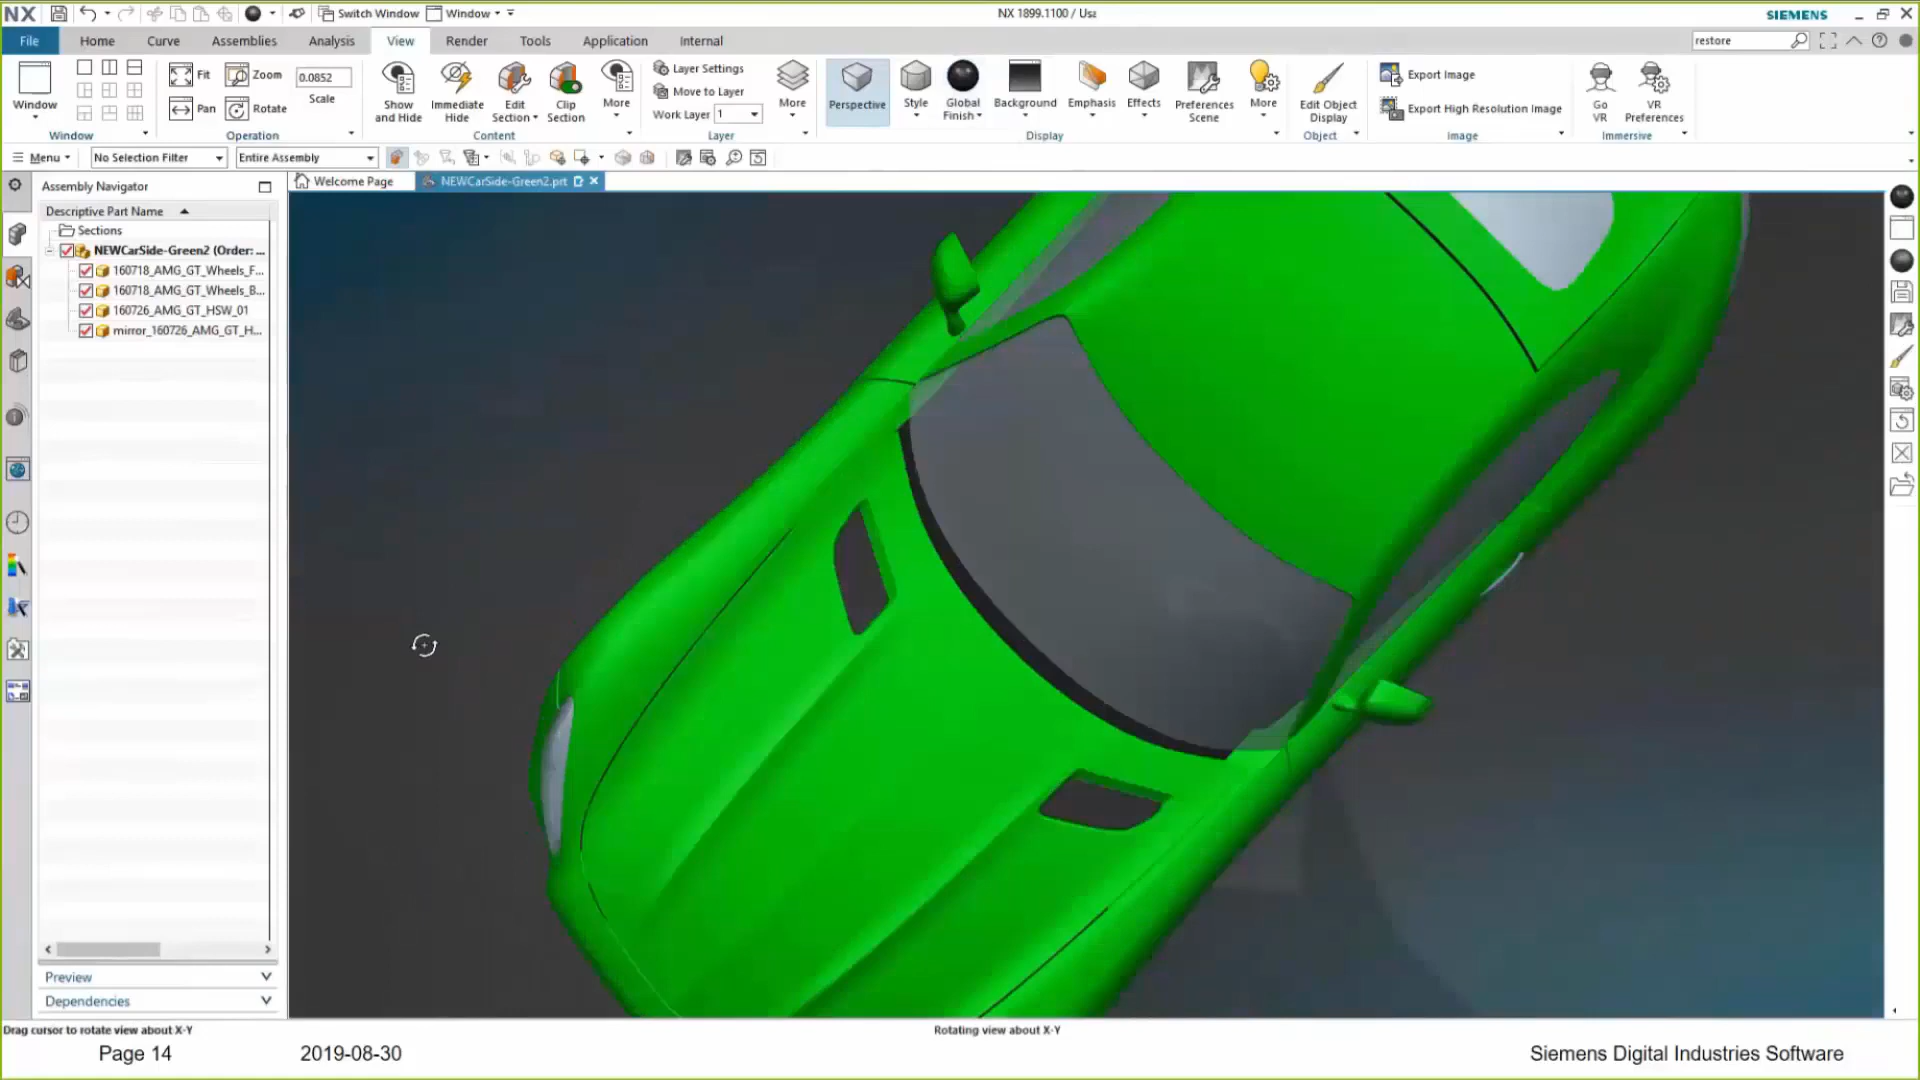 NX
Switch Window
Window
NX 1899.1100 / Usa
SIEMENS
File
Home
Curve
Assemblies
Analysis
View
Render
Tools
Application
Internal
restore
Window
Fit
Zoom
0.0852
Scale
Pan
Rotate
Show
and Hide
Immediate
Hide
Edit
Section
Clip
Section
More
Layer Settings
Move to Layer
Work Layer 1
More
Perspective
Style
Global
Finish
Background
Emphasis
Effects
Preferences
Scene
More
Edit Object
Display
Export Image
Export High Resolution Image
Go
VR
VR
Preferences
Window
Operation
Content
Layer
Display
Object
Image
Immersive
Menu
No Selection Filter
Entire Assembly
Assembly Navigator
Welcome Page
NEWCarSide-Green2.prt
Descriptive Part Name
Sections
NEWCarSide-Green2 (Order: ...
160718_AMG_GT_Wheels_F...
160718_AMG_GT_Wheels_B...
160726_AMG_GT_HSW_01
mirror_160726_AMG_GT_H...
Preview
Dependencies
Drag cursor to rotate view about X-Y
Rotating view about X-Y
Page 14
2019-08-30
Siemens Digital Industries Software